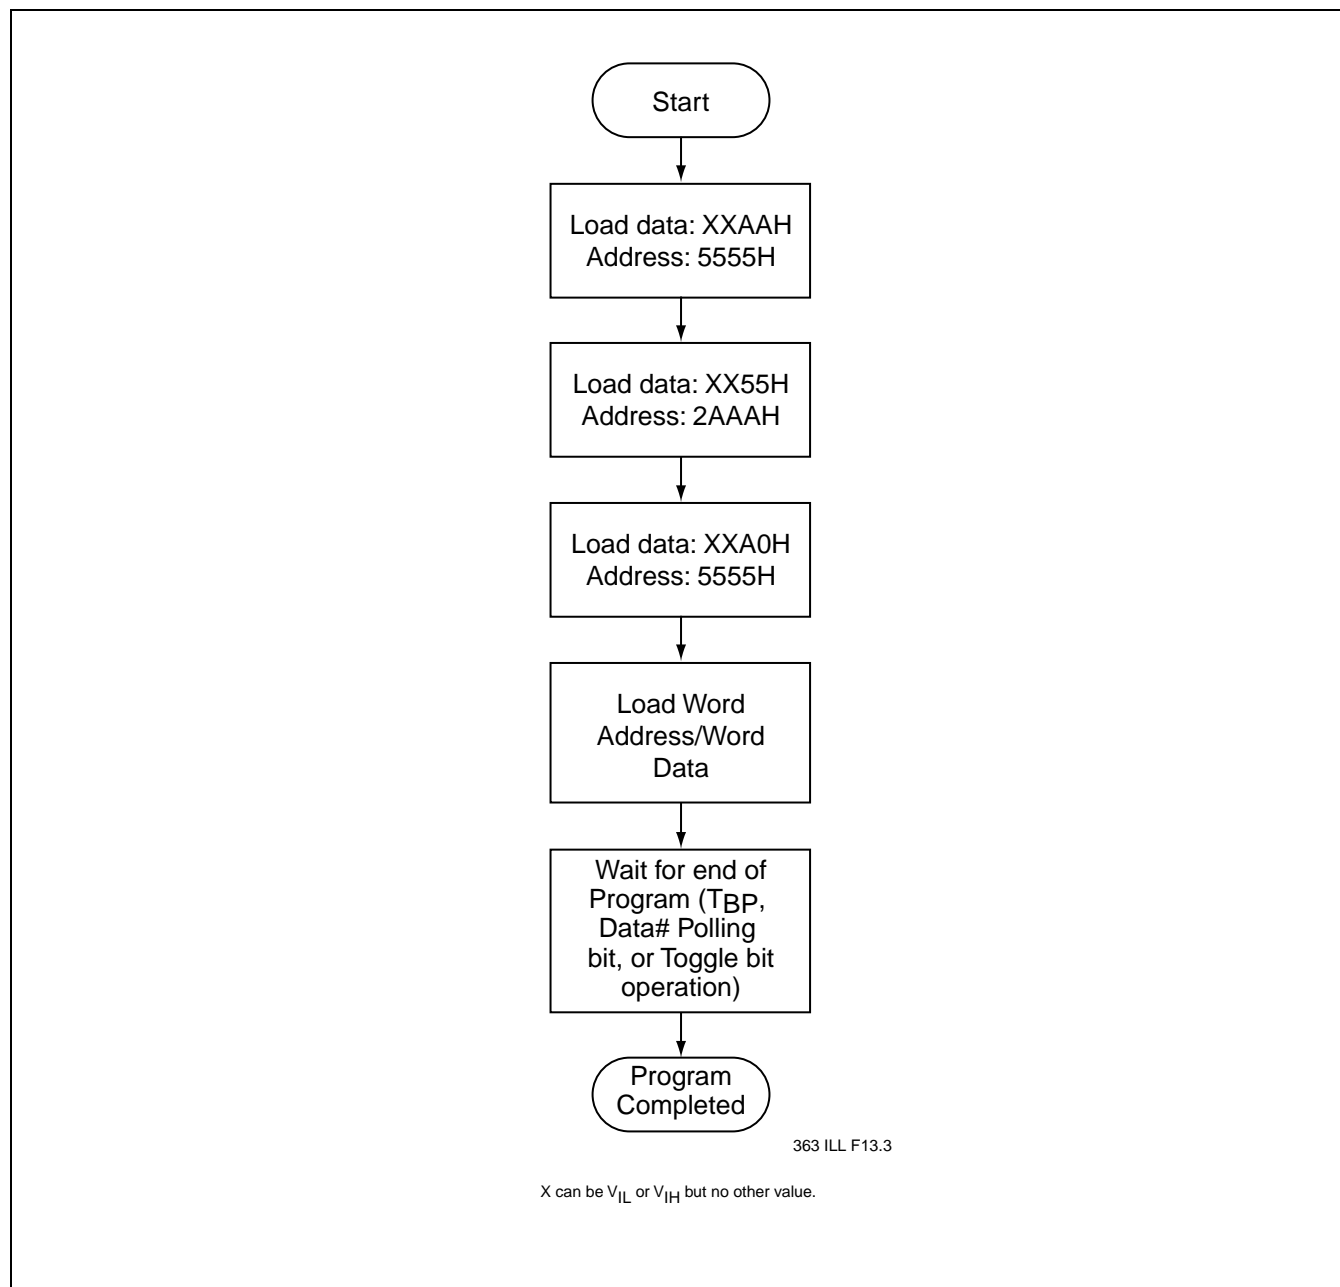 Start
Load data: XXAAH
Address: 5555H
Load data: XX55H
Address: 2AAAH
Load data: XXA0H
Address: 5555H
Load Word
Address/Word
Data
Wait for end of
Program (TBP,
Data# Polling
bit, or Toggle bit
operation)
Program
Completed
363 ILL F13.3
X can be VIL or VIH but no other value.